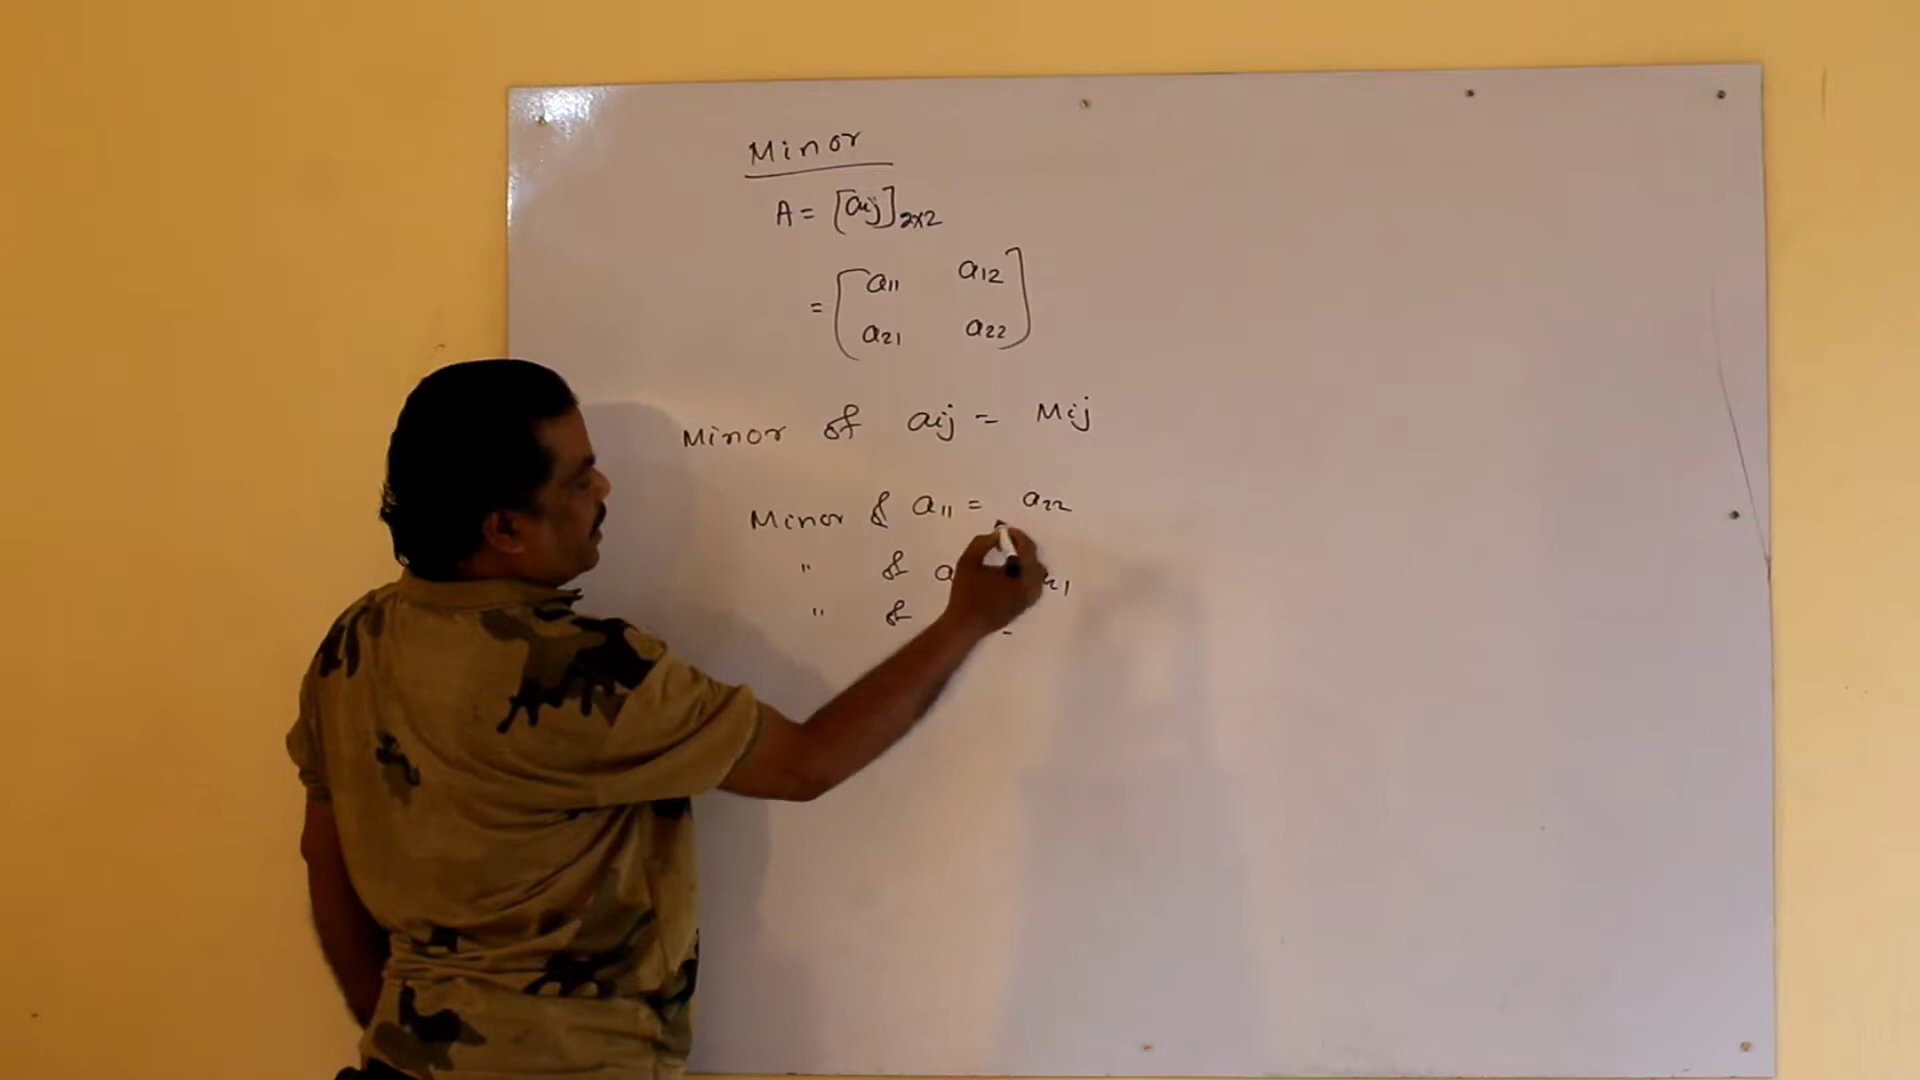 Minor
A = [aij]2x2
= [a11 a12
a21 a22]
Minor of aij = Mij
Minor of a11 = a22
" of a
" of =